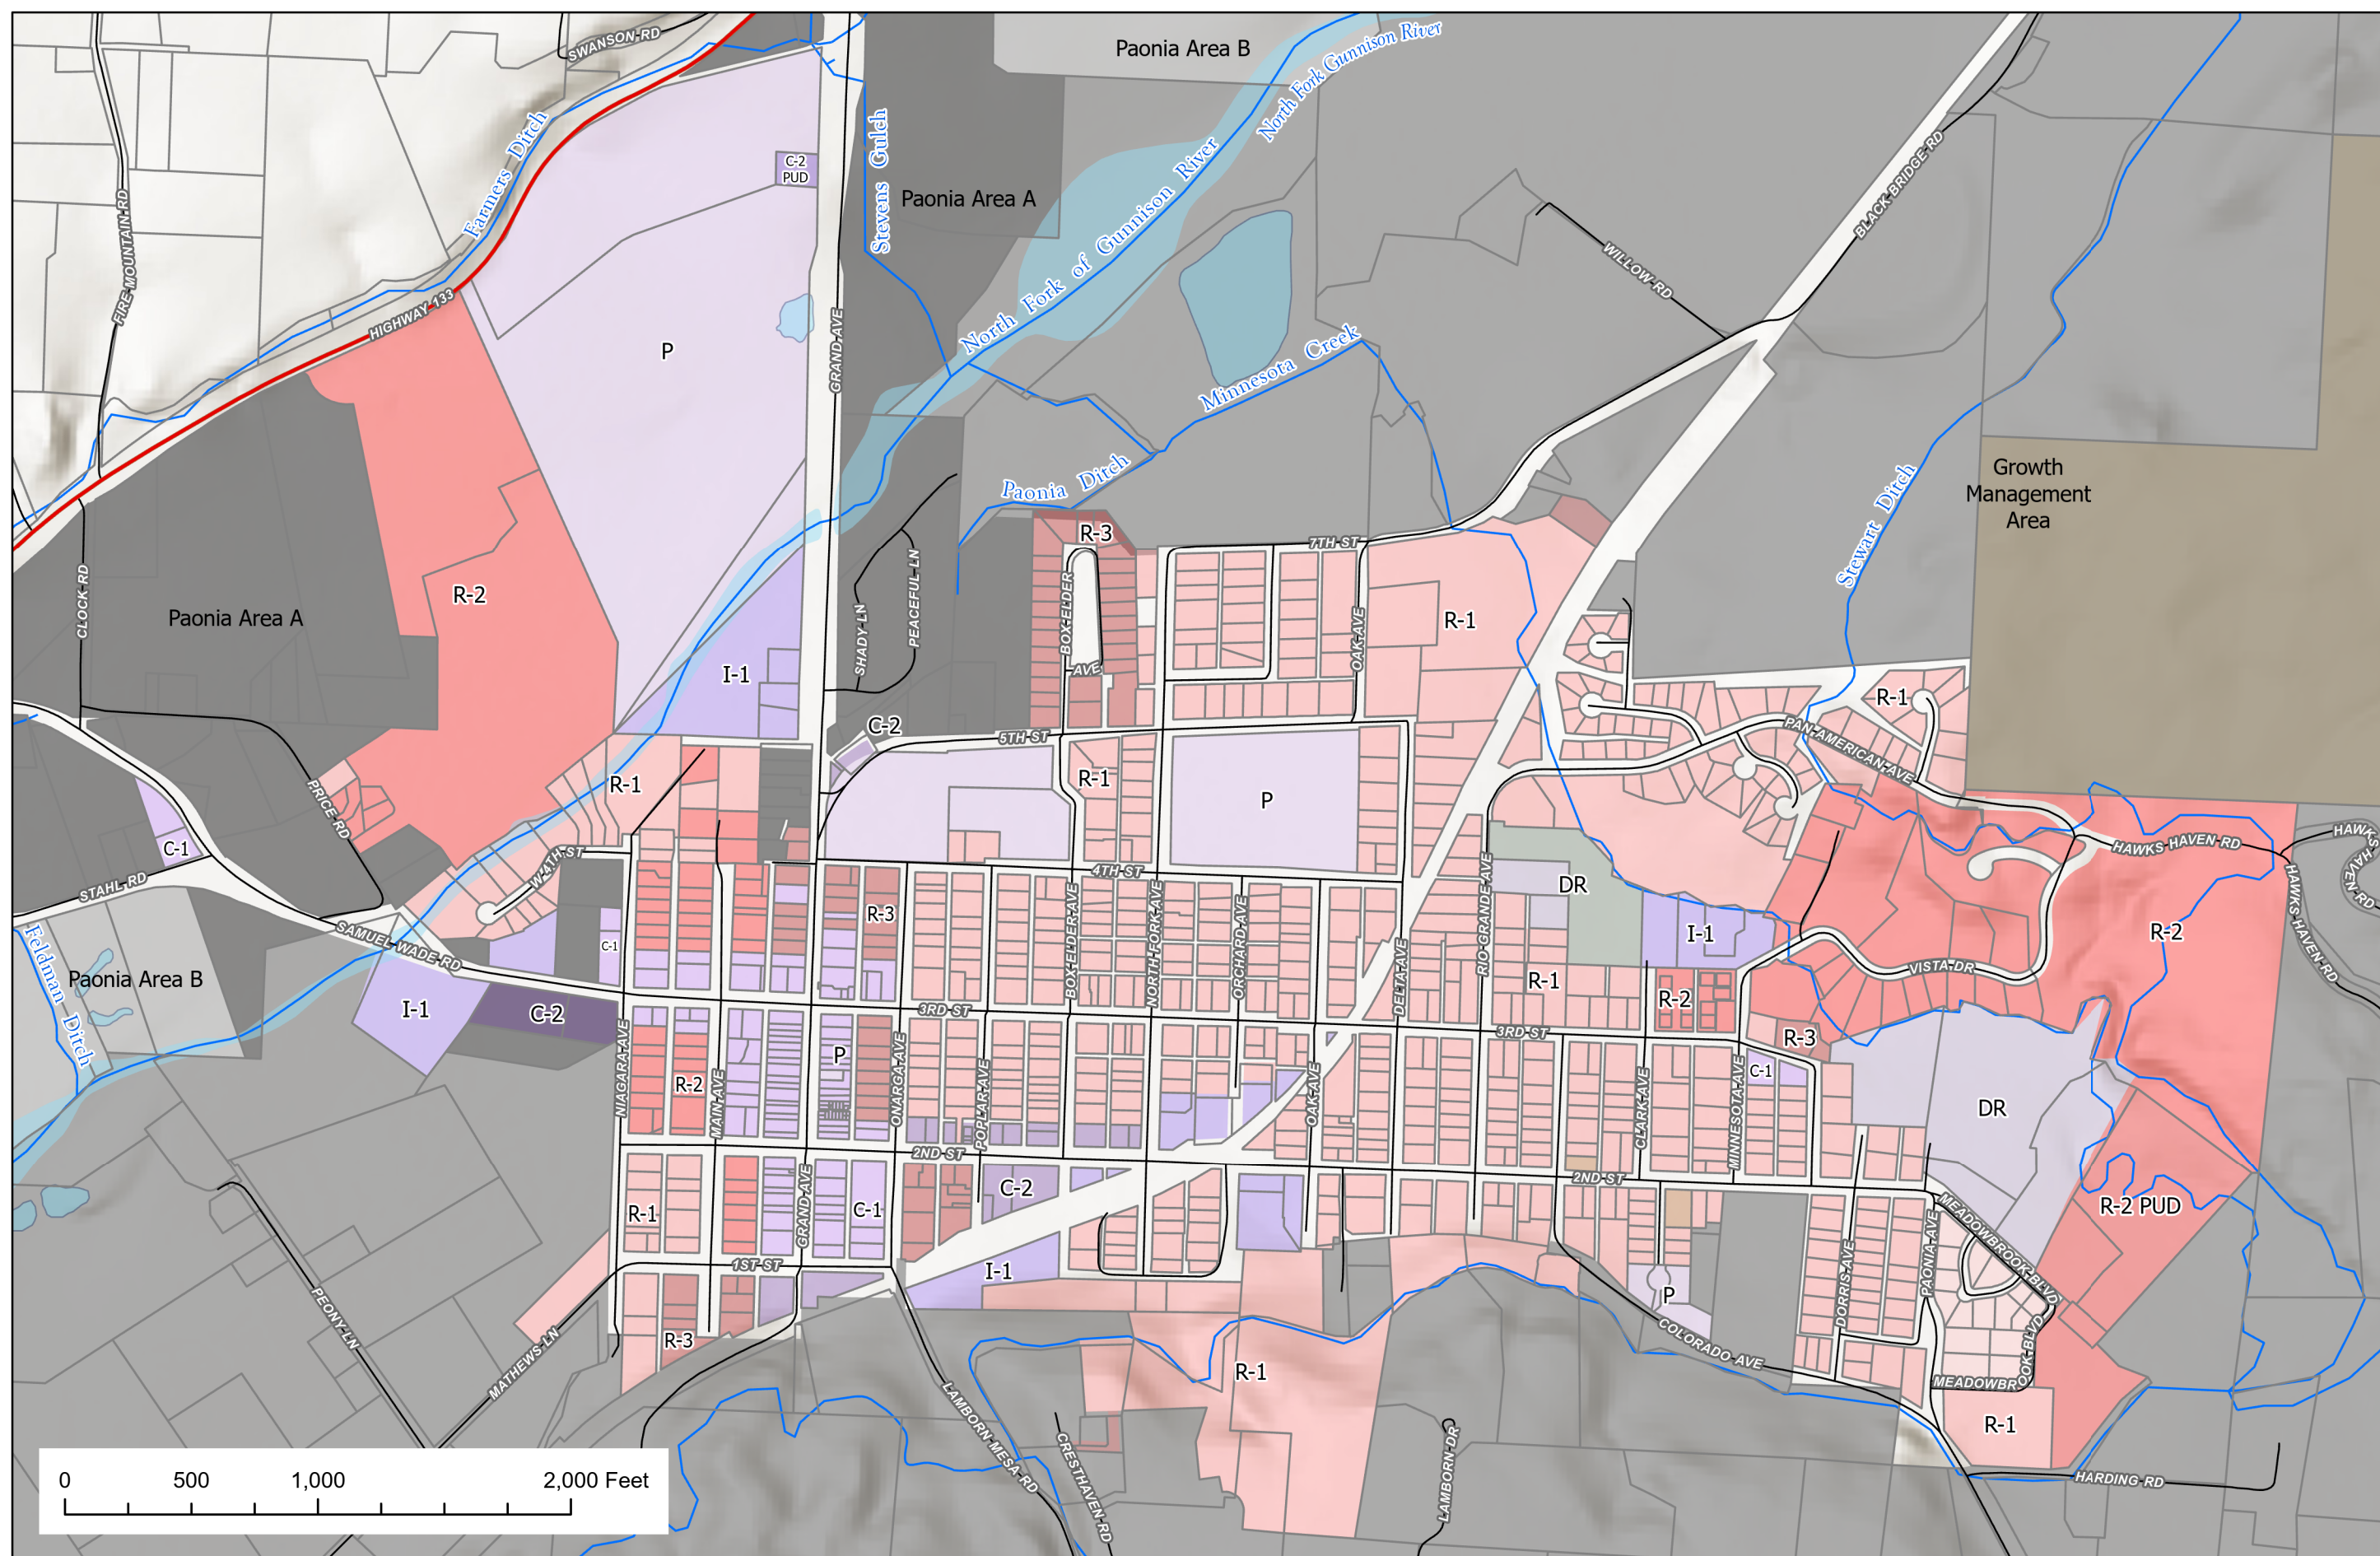 SWANSON RD
Paonia Area B
North Fork Gunnison River
Farmers Ditch
Stevens Gulch
C-2
PUD
Paonia Area A
North Fork of Gunnison River
BLACK BRIDGE RD
FIRE MOUNTAIN RD
WILLOW RD
HIGHWAY 133
P
GRAND AVE
Minnesota Creek
Paonia Ditch
Growth
Management
Area
Stewart Ditch
R-3
7TH ST
CLOCK RD
R-2
Paonia Area A
SHADY LN
PEACEFUL LN
BOX ELDER
AVE
OAK AVE
R-1
I-1
C-2
5TH ST
R-1
PAN AMERICAN AVE
R-1
R-1
P
PRICE RD
C-1
STAHL RD
W 4TH ST
4TH ST
HAWKS HAVEN RD
HAWKS
HAVEN RD
HAWKS HAVEN RD
RIO GRANDE AVE
DR
R-3
C-1
BOX ELDER AVE
NORTH FORK AVE
ORCHARD AVE
DELTA AVE
I-1
R-2
VISTA DR
SAMUEL WADE RD
Feldman Ditch
Paonia Area B
I-1
C-2
R-1
R-2
3RD ST
3RD ST
R-3
NIAGARA AVE
R-2
MAIN AVE
P
ONARGA AVE
POPLAR AVE
OAK AVE
CLARK AVE
MINNESOTA AVE
C-1
DR
2ND ST
2ND ST
R-1
GRAND AVE
C-1
C-2
R-2 PUD
MEADOWBROOK BLVD
PAONIA AVE
DORRIS AVE
1ST ST
I-1
P
PEONY LN
MATHEWS LN
R-3
R-1
COLORADO AVE
MEADOWBR
OOK BLVD
R-1
LAMBORN MESA RD
CRESTHAVEN RD
LAMBORN DR
HARDING RD
0 500 1,000 2,000 Feet